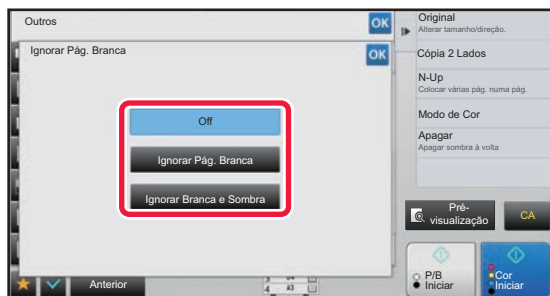 Outros
OK
Ignorar Pág. Branca
OK
Off
Ignorar Pág. Branca
Ignorar Branca e Sombra
Anterior
Original
Alterar tamanho/direção.
Cópia 2 Lados
N-Up
Colocar várias pág. numa pág.
Modo de Cor
Apagar
Apagar sombra à volta
Pré-
visualização
CA
P/B
Iniciar
Cor
Iniciar
4 A3